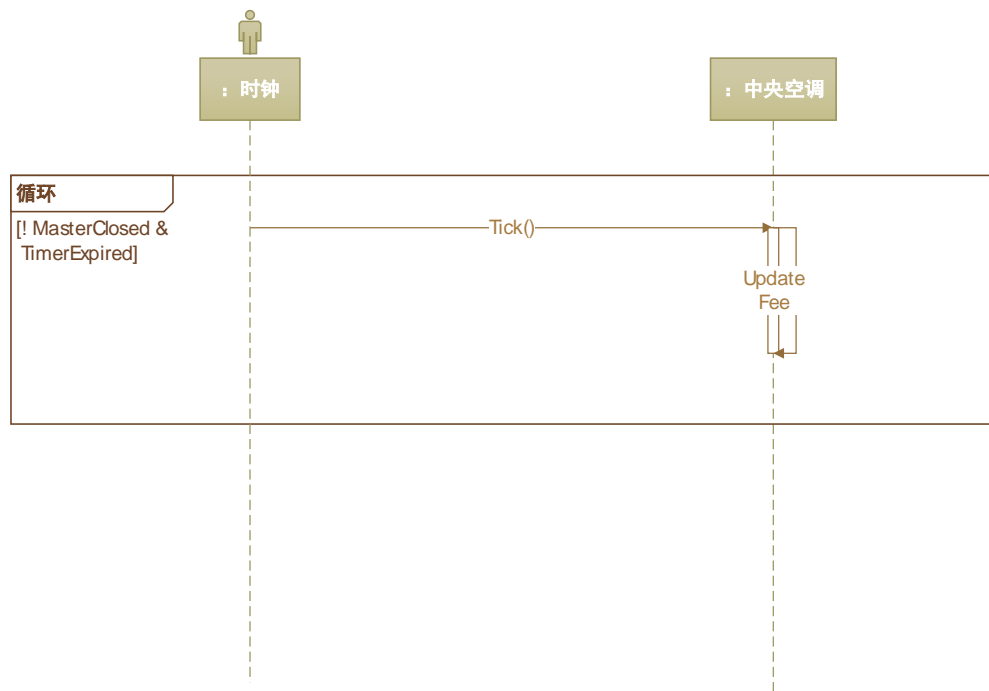 ：时钟
：中央空调
循环
[! MasterClosed &
TimerExpired]
Tick()
Update
Fee